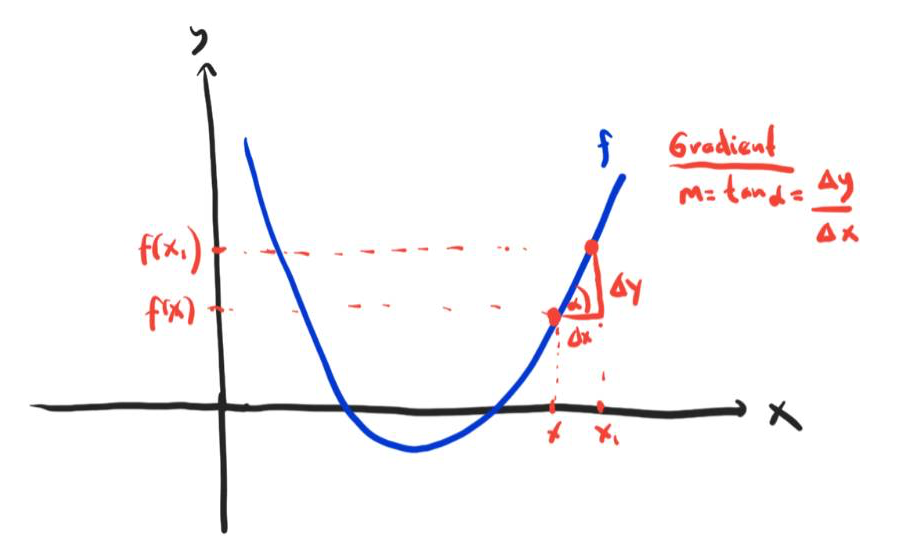 y
f
Gradient
m = tan α = Δy
Δx
f(x₁)
f(x)
α
Δy
Δx
x
x₁
x